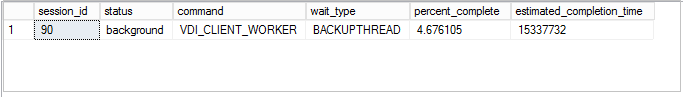 session_id status command wait_type percent_complete estimated_completion_time
1 90 background VDI_CLIENT_WORKER BACKUPTHREAD 4.676105 15337732